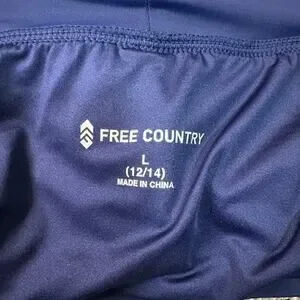 FREE COUNTRY
L
(12/14)
MADE IN CHINA